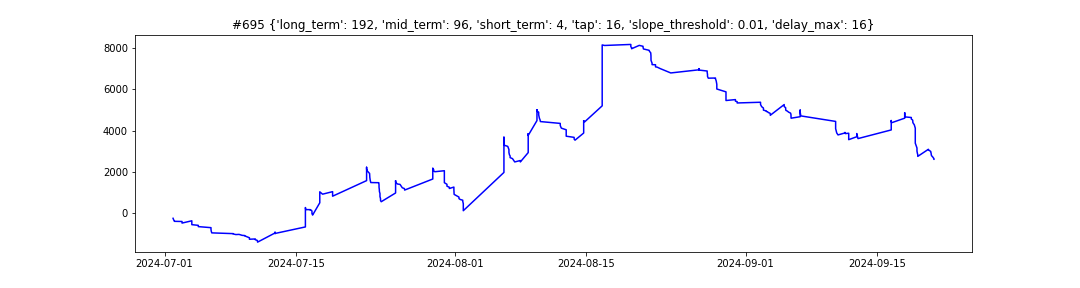 #695 {'long_term': 192, 'mid_term': 96, 'short_term': 4, 'tap': 16, 'slope_threshold': 0.01, 'delay_max': 16}
8000
6000
4000
2000
0
2024-07-01 2024-07-15 2024-08-01 2024-08-15 2024-09-01 2024-09-15